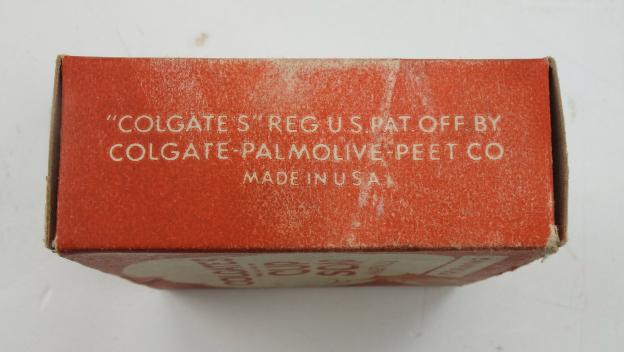 "COLGATE'S" REG U.S. PAT. OFF. BY
COLGATE-PALMOLIVE-PEET CO
MADE IN U S A